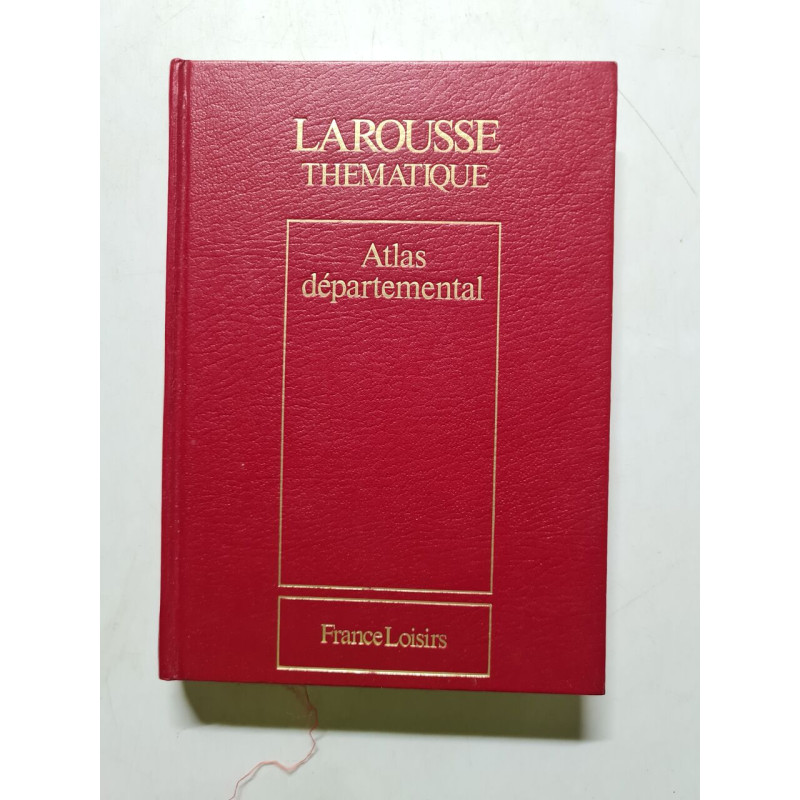 LAROUSSE
THEMATIQUE
Atlas
départemental
France Loisirs